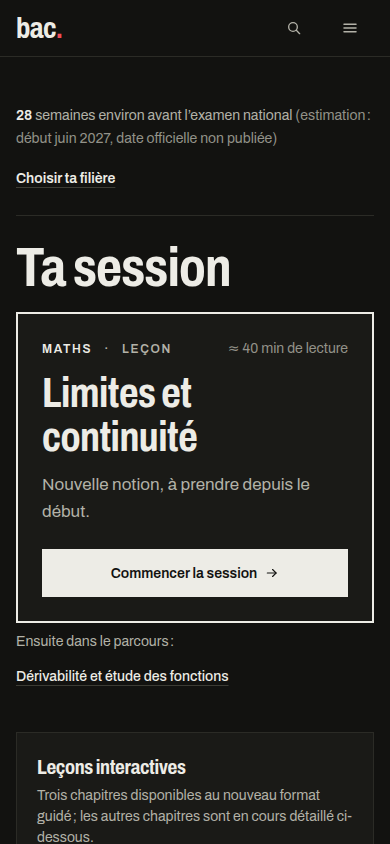 bac.
28 semaines environ avant l'examen national (estimation :
début juin 2027, date officielle non publiée)
Choisir ta filière
Ta session
MATHS · LEÇON ≈ 40 min de lecture
Limites et
continuité
Nouvelle notion, à prendre depuis le
début.
Commencer la session →
Ensuite dans le parcours :
Dérivabilité et étude des fonctions
Leçons interactives
Trois chapitres disponibles au nouveau format
guidé ; les autres chapitres sont en cours détaillé ci-
dessous.